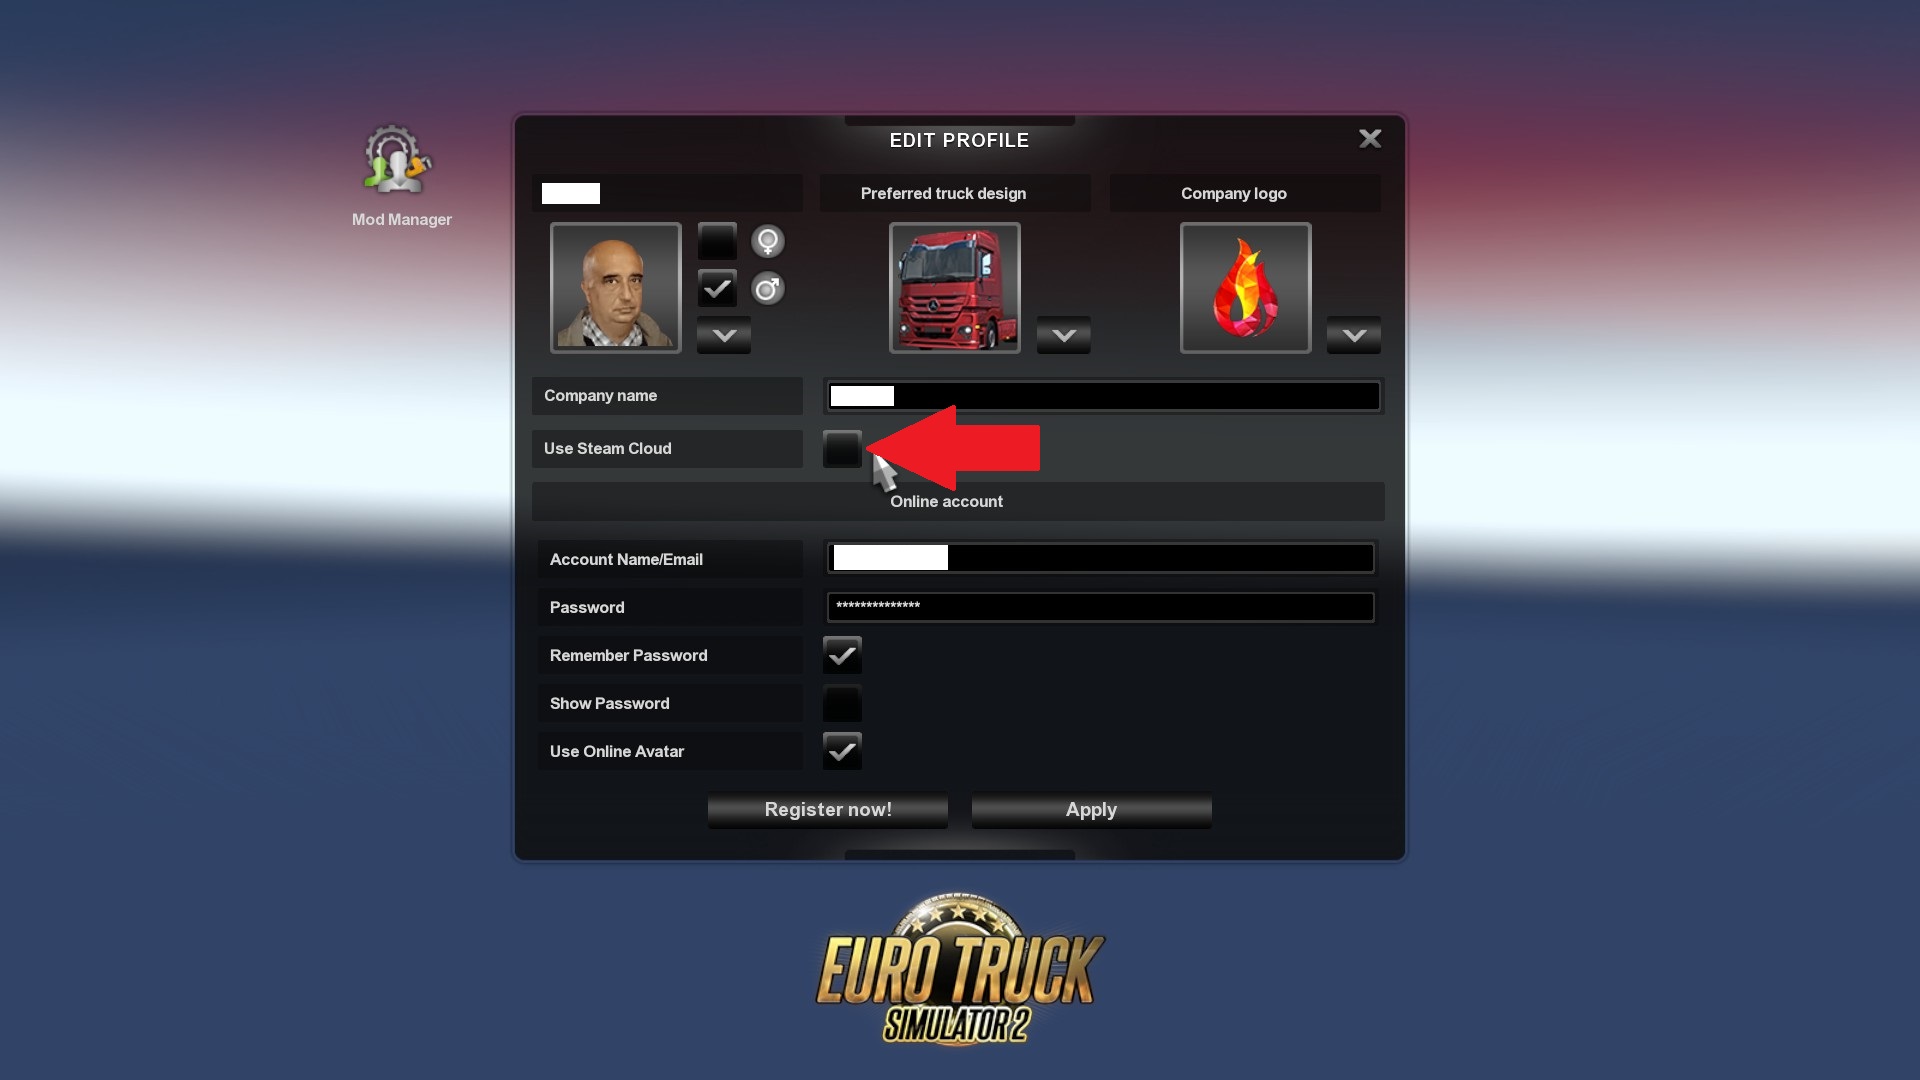 EDIT PROFILE
Mod Manager
Preferred truck design
Company logo
Company name
Use Steam Cloud
Online account
Account Name/Email
Password
**************
Remember Password
Show Password
Use Online Avatar
Register now!
Apply
EURO TRUCK
SIMULATOR 2